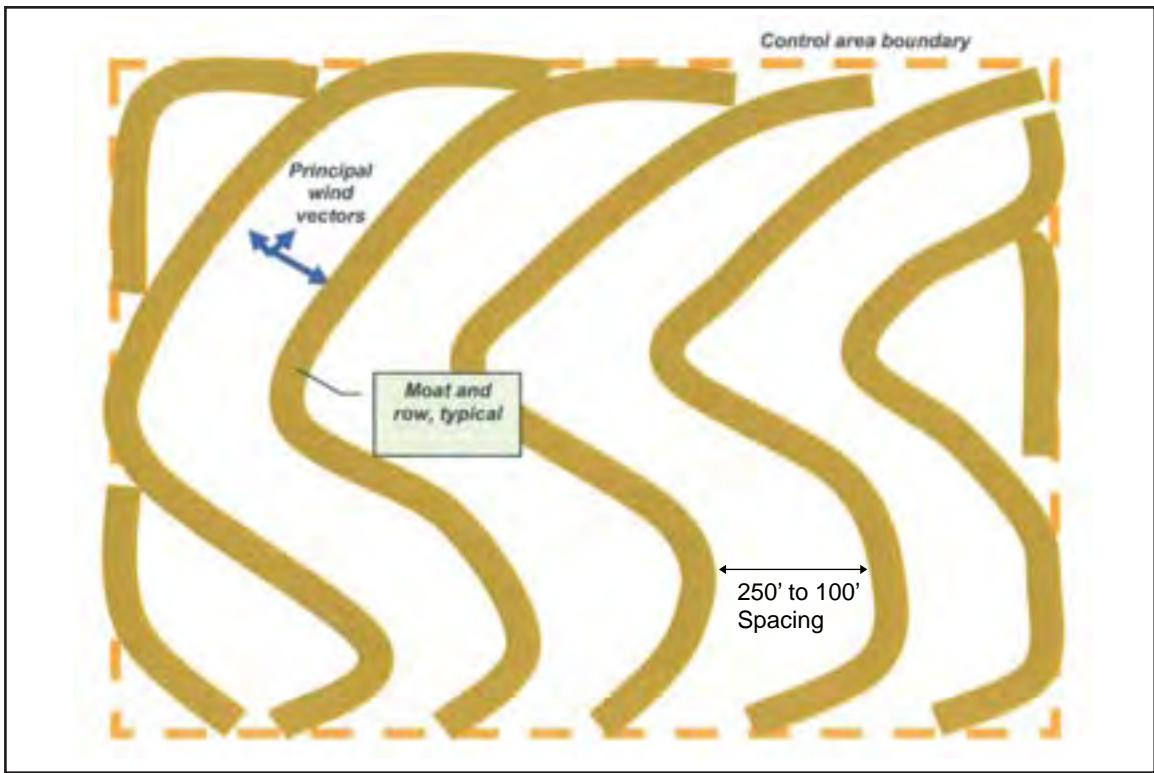 Control area boundary
Principal
wind
vectors
Moat and
row, typical
250’ to 100’
Spacing